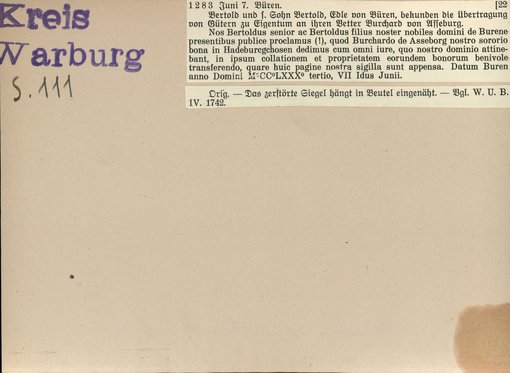 Kreis
Warburg
S. 111
1283 Juni 7. Büren. [22
Bertold und s. Sohn Bertold, Edle von Büren, bekunden die Übertragung
von Gütern zu Eigentum an ihren Vetter Burchard von Asseburg.
Nos Bertoldus senior ac Bertoldus filius noster nobiles domini de Burene
presentibus publice proclamus (!), quod Burchardo de Asseborg nostro sororio
bona in Hadeburcgchosen dedimus cum omni iure, quo nostro dominio attine-
bant, in ipsum collationem et proprietatem eorundem bonorum benivole
transferendo, quare huic pagine nostra sigilla sunt appensa. Datum Buren
anno Domini M°CC°LXXX° tertio, VII Idus Junii.
Orig. — Das zerstörte Siegel hängt in Beutel eingenäht. — Vgl. W. U. B.
IV. 1742.